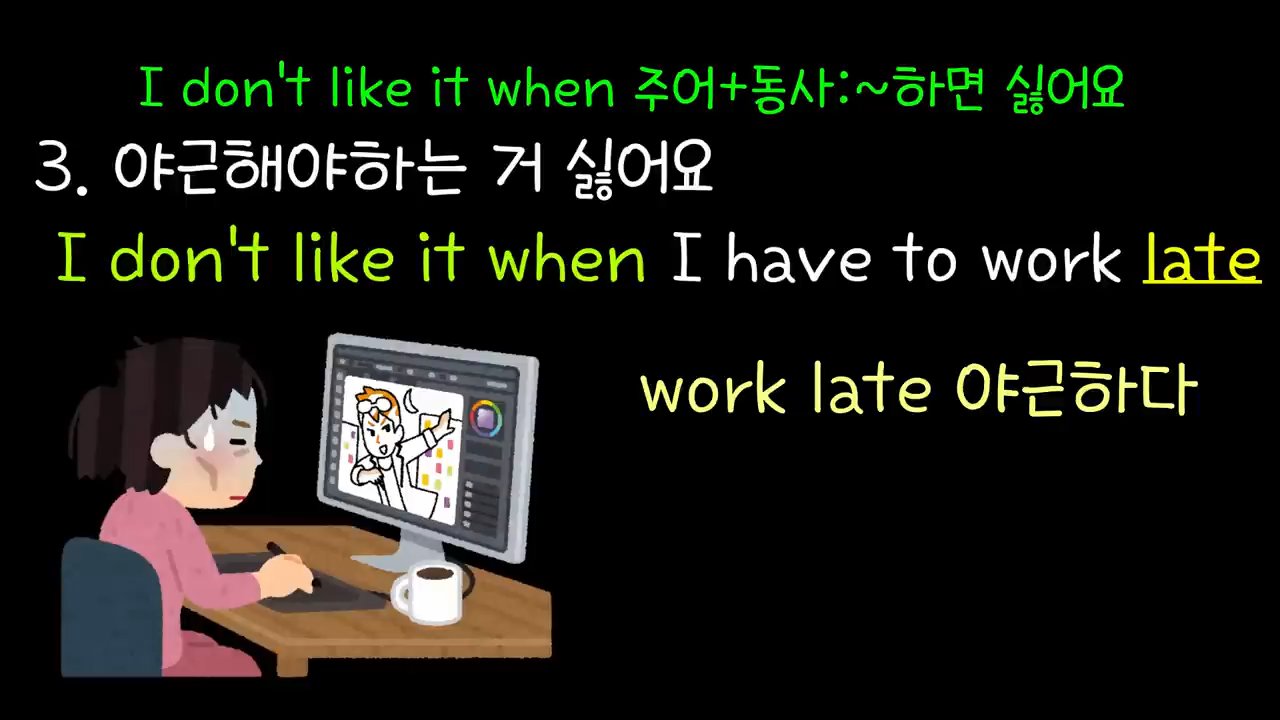 I don't like it when 주어+동사:~하면 싫어요
3. 야근해야하는 거 싫어요
I don't like it when I have to work late
work late 야근하다